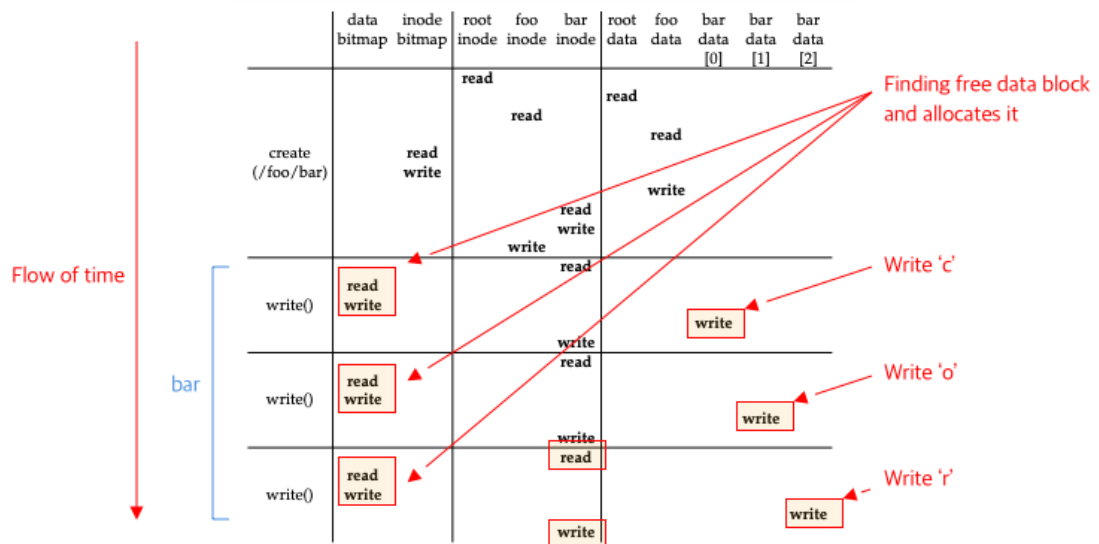 data inode root foo bar root foo bar bar bar
bitmap bitmap inode inode inode data data data data data
[0] [1] [2]
read
Finding free data block
read
read
and allocates it
read
create read
(/foo/bar) write
write
read
write
write
Flow of time
read
Write 'c'
read
write() write
write
write
read
bar
read
Write 'o'
write() write
write
write
read
read
Write 'r'
write() write
write
write